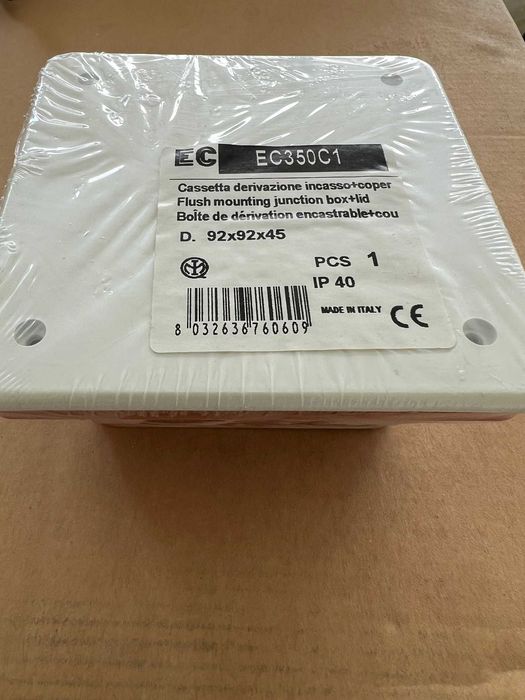 EC EC350C1
Cassetta derivazione incasso+coper
Flush mounting junction box+lid
Boîte de dérivation encastrable+cou
D. 92x92x45
PCS 1
IP 40
MADE IN ITALY CE
8 032636 760609